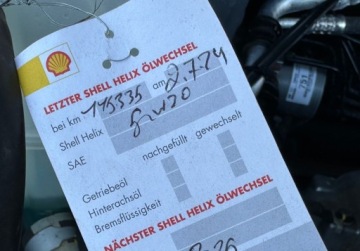 LETZTER SHELL HELIX ÖLWECHSEL
bei km 145335 am 2.7.24
Shell Helix
SAE
nachgefüllt gewechselt
Getriebeöl
Hinterachsöl
Bremsflüssigkeit
NÄCHSTER SHELL HELIX ÖLWECHSEL